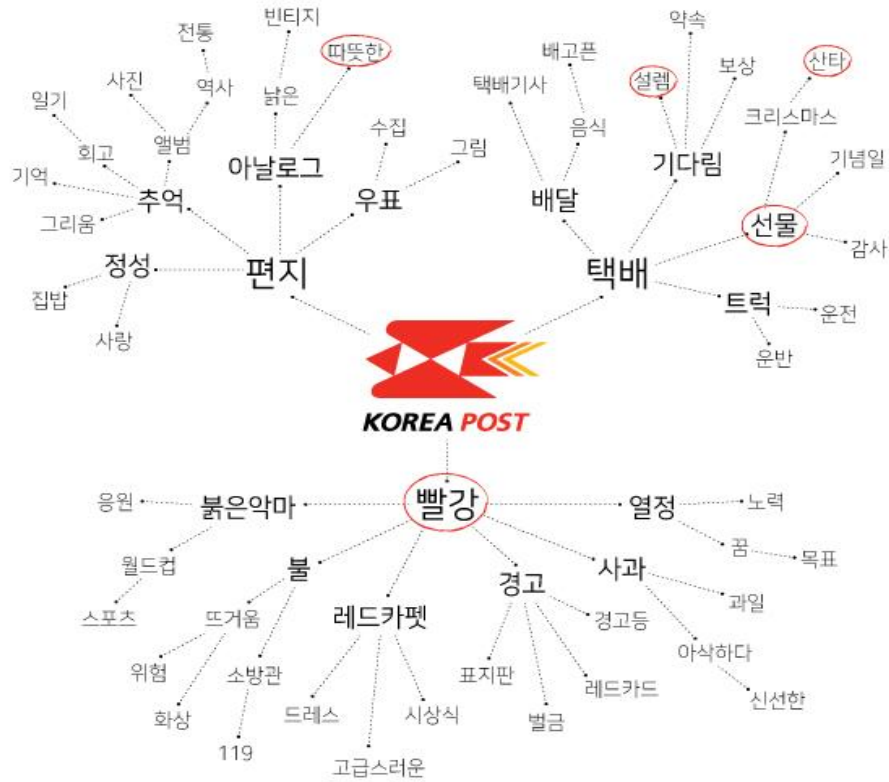 빈티지
전통
따뜻한
사진
역사
낡은
일기
수집
앨범
회고
아날로그
그림
기억
추억
우표
그리움
정성
편지
집밥
사랑
약속
배고픈
산타
택배기사
설렘
보상
크리스마스
음식
기다림
기념일
배달
선물
감사
택배
트럭
운전
운반
KOREA POST
응원
붉은악마
빨강
열정
노력
월드컵
불
꿈
목표
사과
경고
스포츠
뜨거움
레드카펫
경고등
과일
아삭하다
위험
소방관
표지판
레드카드
신선한
화상
드레스
시상식
벌금
119
고급스러운